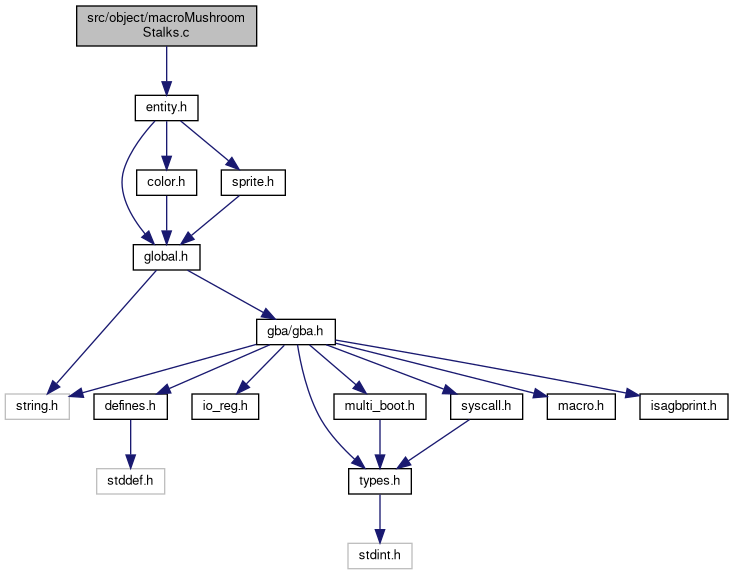 src/object/macroMushroom
Stalks.c
entity.h
color.h
sprite.h
global.h
gba/gba.h
string.h
defines.h
io_reg.h
multi_boot.h
syscall.h
macro.h
isagbprint.h
stddef.h
types.h
stdint.h